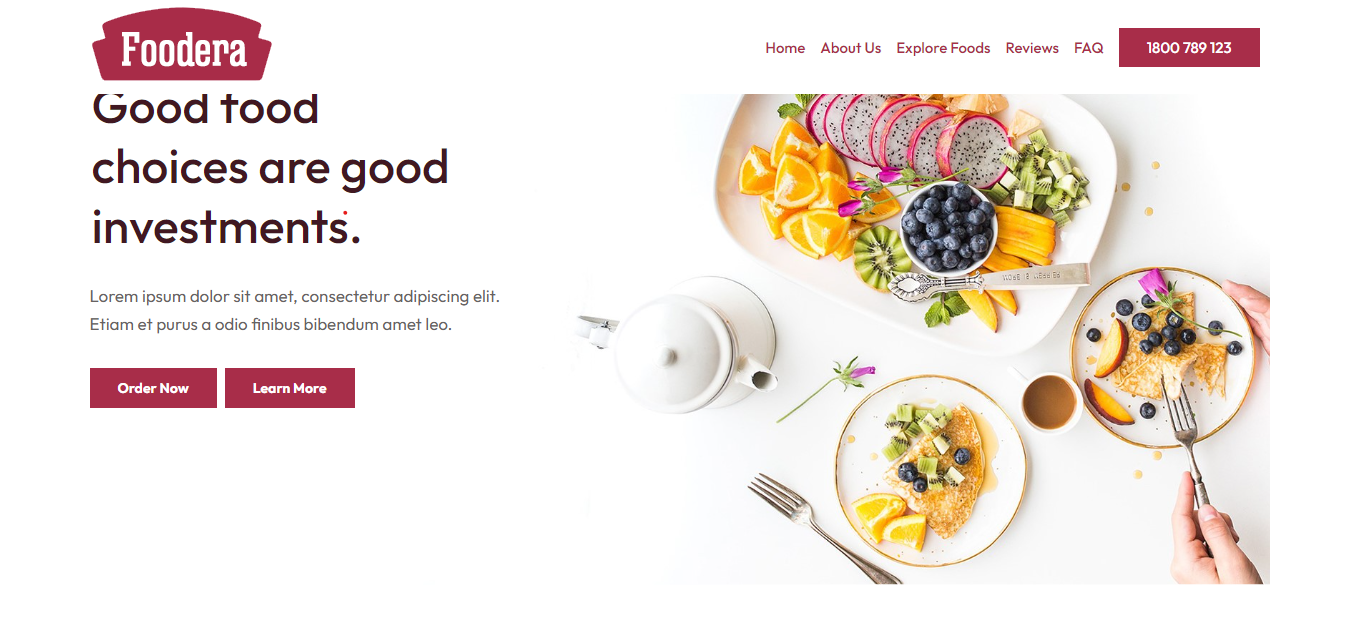 Foodera
Home About Us Explore Foods Reviews FAQ 1800 789 123
Good food
choices are good
investments.
Lorem ipsum dolor sit amet, consectetur adipiscing elit.
Etiam et purus a odio finibus bibendum amet leo.
Order Now Learn More